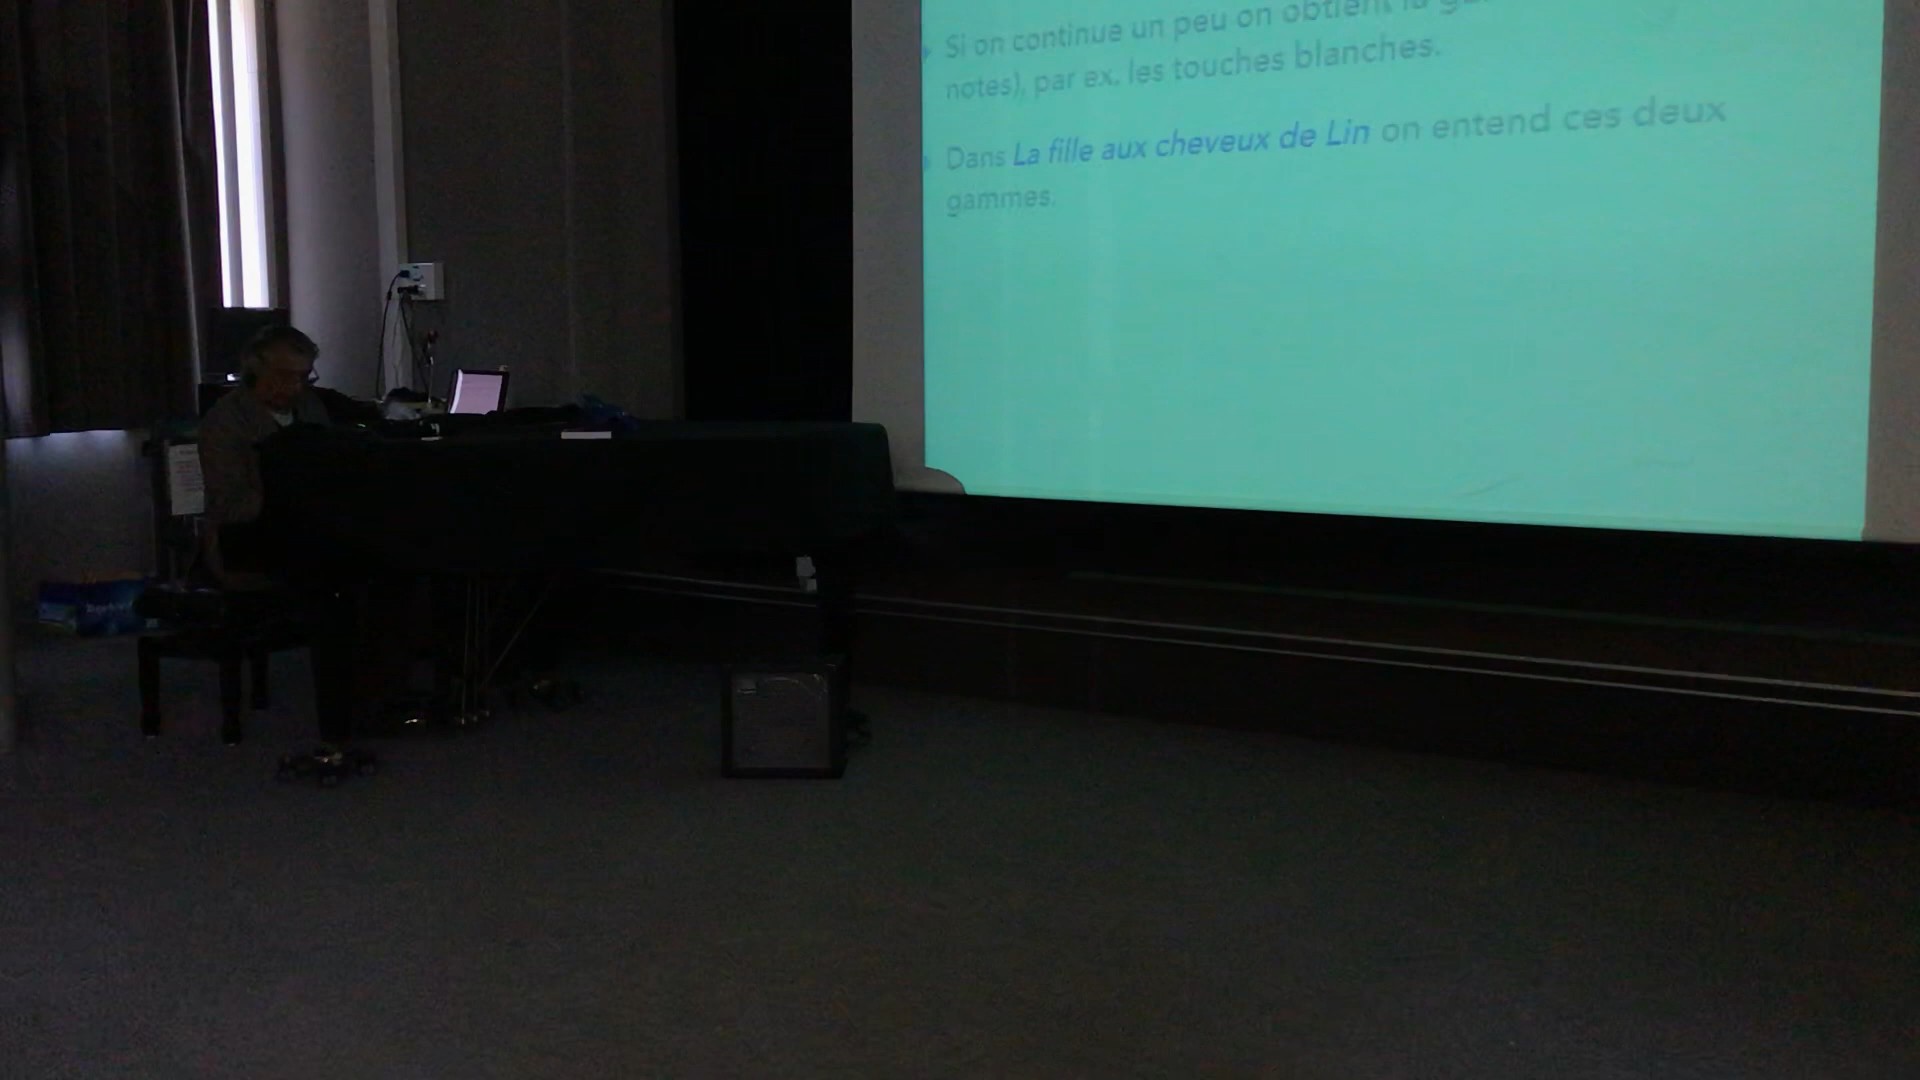 Si on continue un peu on obtient la
notes), par ex. les touches blanches.
Dans La fille aux cheveux de Lin on entend ces deux
gammes.